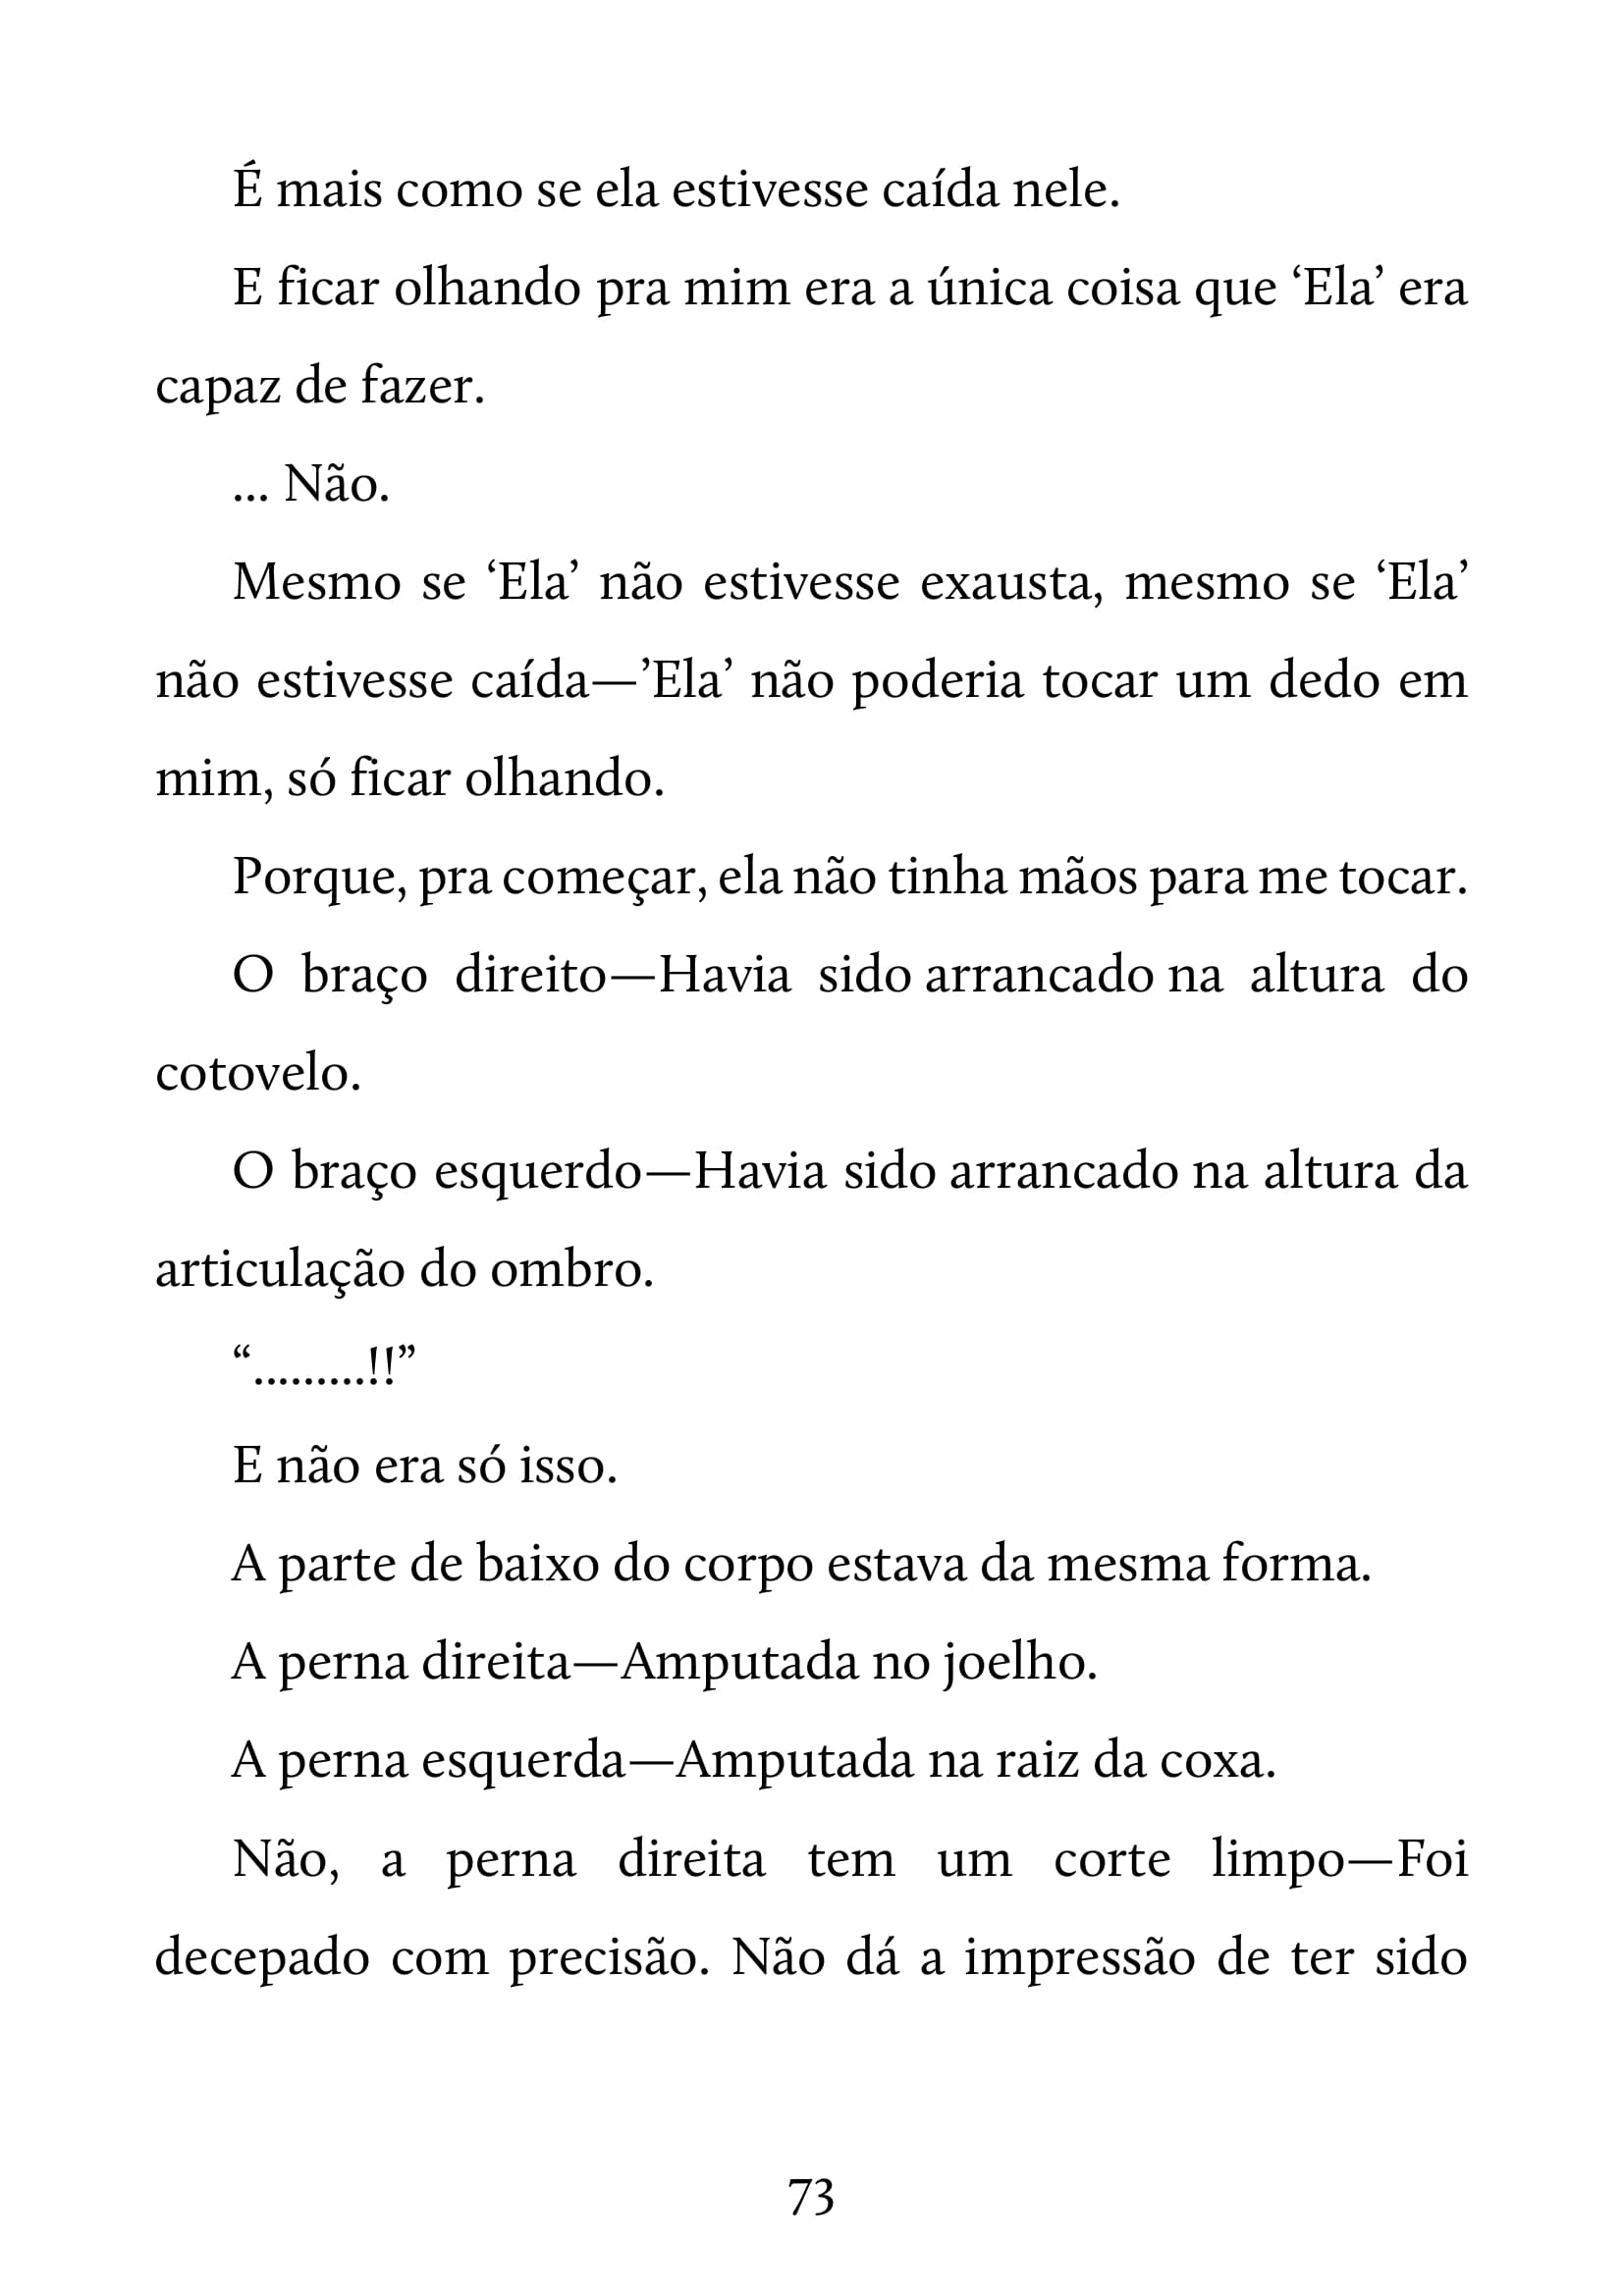 É mais como se ela estivesse caída nele.
E ficar olhando pra mim era a única coisa que ‘Ela’ era
capaz de fazer.
... Não.
Mesmo se ‘Ela’ não estivesse exausta, mesmo se ‘Ela’
não estivesse caída—’Ela’ não poderia tocar um dedo em
mim, só ficar olhando.
Porque, pra começar, ela não tinha mãos para me tocar.
O braço direito—Havia sido arrancado na altura do
cotovelo.
O braço esquerdo—Havia sido arrancado na altura da
articulação do ombro.
“.........!!”
E não era só isso.
A parte de baixo do corpo estava da mesma forma.
A perna direita—Amputada no joelho.
A perna esquerda—Amputada na raiz da coxa.
Não, a perna direita tem um corte limpo—Foi
decepado com precisão. Não dá a impressão de ter sido
73